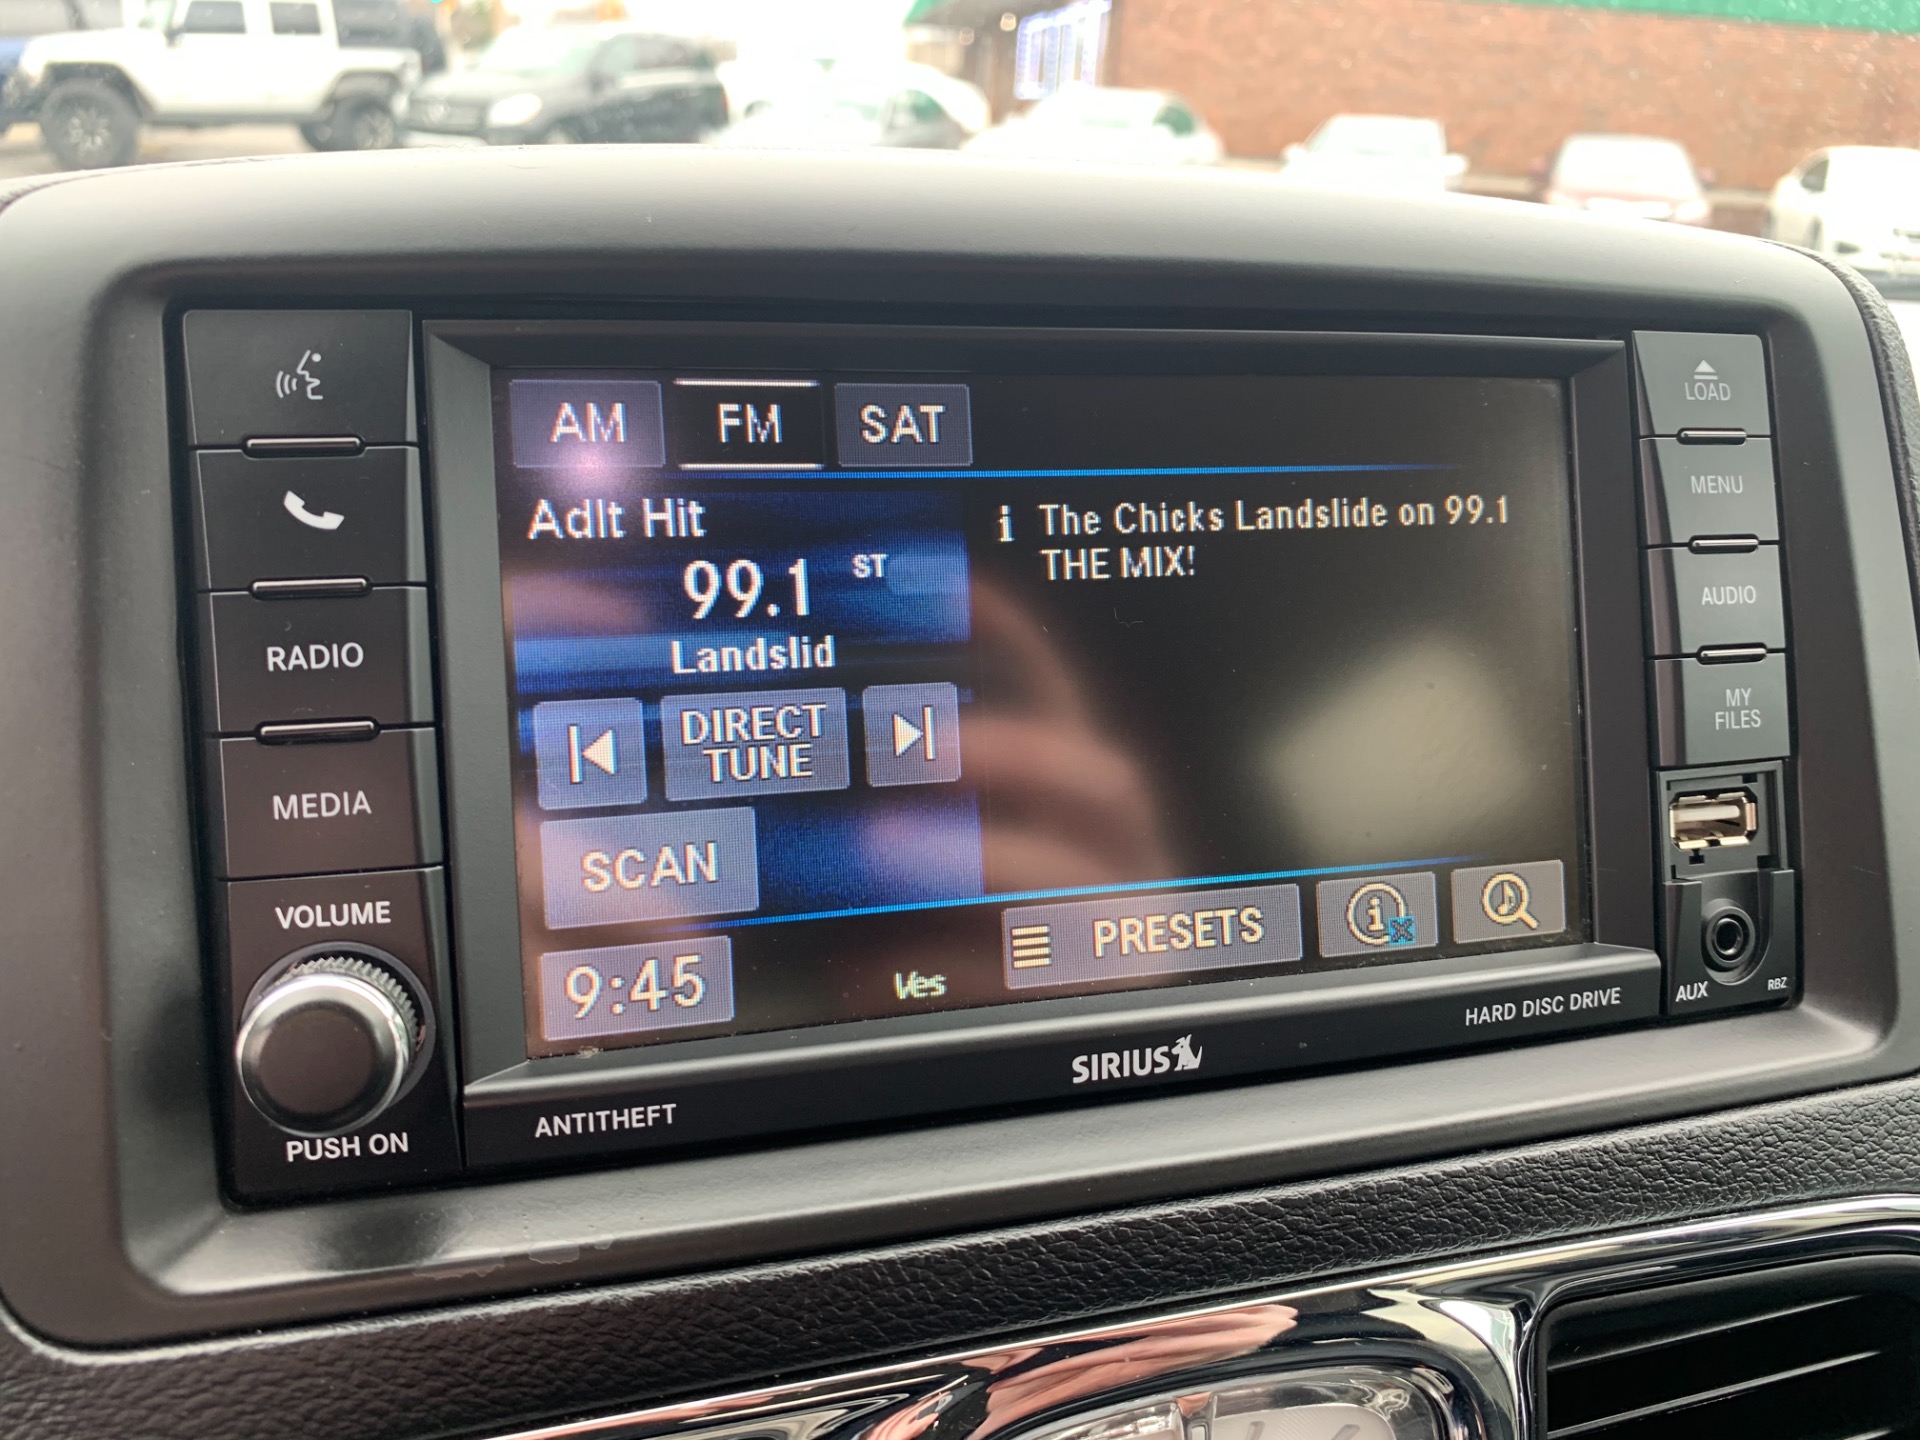 AM FM SAT
LOAD
MENU
AUDIO
MY
FILES
RADIO
MEDIA
VOLUME
PUSH ON
Adlt Hit
99.1 ST
Landslid
DIRECT
TUNE
SCAN
9:45
Ves
i The Chicks Landslide on 99.1
THE MIX!
PRESETS
i
AUX
RBZ
HARD DISC DRIVE
SIRIUS
ANTITHEFT